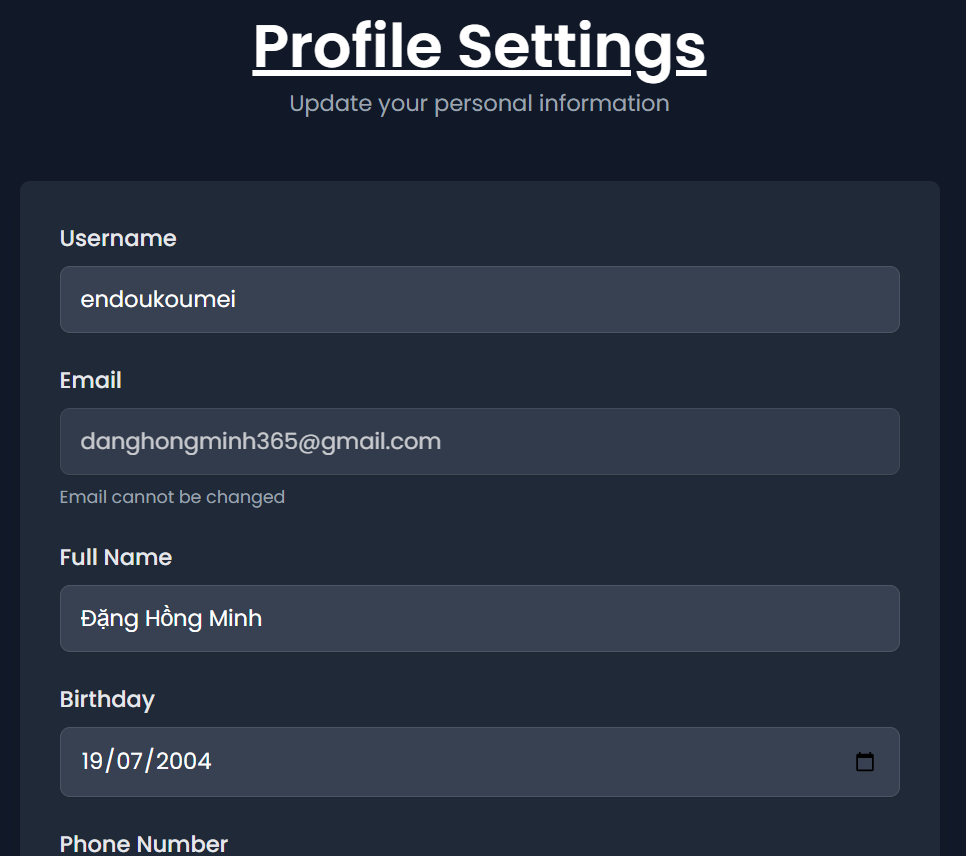 Profile Settings
Update your personal information
Username
endoukoumei
Email
danghongminh365@gmail.com
Email cannot be changed
Full Name
Đặng Hồng Minh
Birthday
19/07/2004
Phone Number